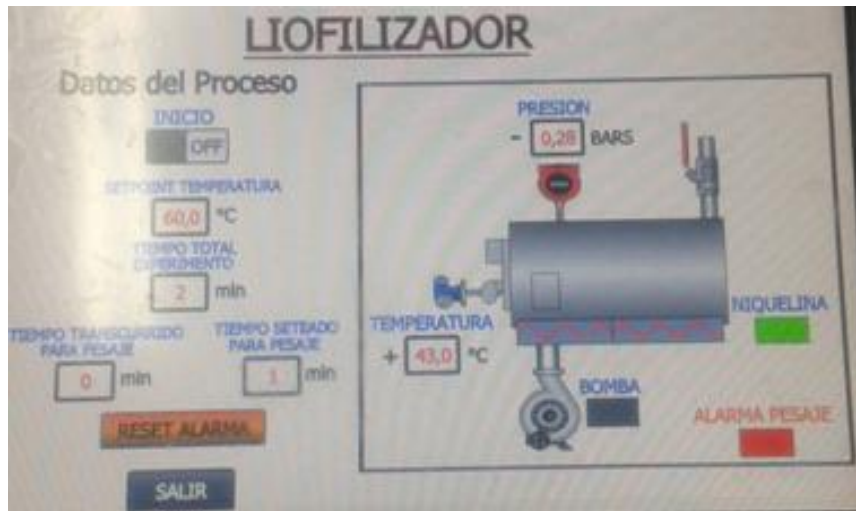 LIOFILIZADOR
Datos del Proceso
INICIO
OFF
SETPOINT TEMPERATURA
60,0 °C
TIEMPO TOTAL
EXPERIMENTO
2 min
TIEMPO TRANSCURRIDO
PARA PESAJE
0 min
TIEMPO SETEADO
PARA PESAJE
1 min
RESET ALARMA
SALIR
PRESION
- 0,28 BARS
TEMPERATURA
+ 43,0 °C
NIQUELINA
BOMBA
ALARMA PESAJE